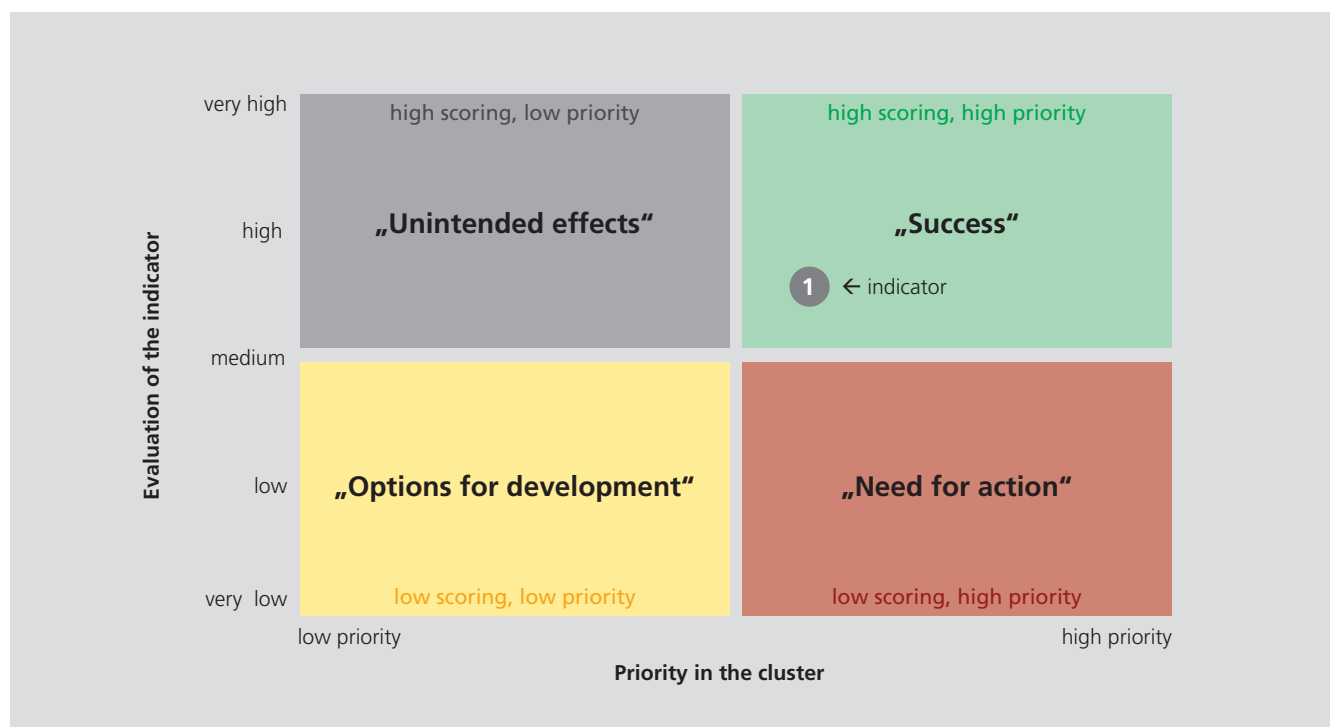 very high
high scoring, low priority
high scoring, high priority
high
„Unintended effects“
„Success“
1
← indicator
Evaluation of the indicator
medium
low
„Options for development“
„Need for action“
very low
low scoring, low priority
low scoring, high priority
low priority
high priority
Priority in the cluster